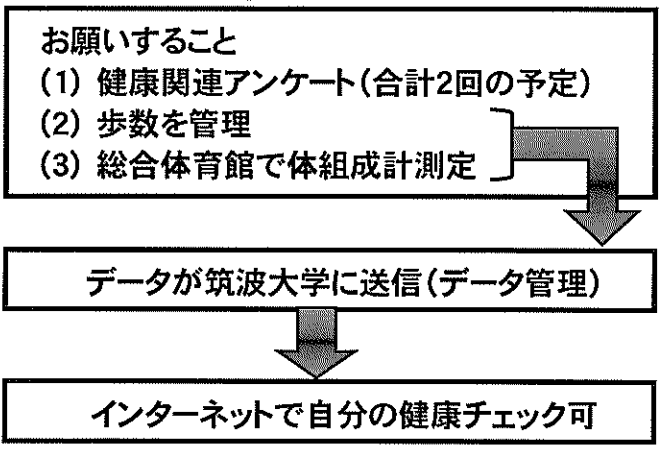 お願いすること
(1) 健康関連アンケート(合計2回の予定)
(2) 歩数を管理
(3) 総合体育館で体組成計測定
データが筑波大学に送信(データ管理)
インターネットで自分の健康チェック可